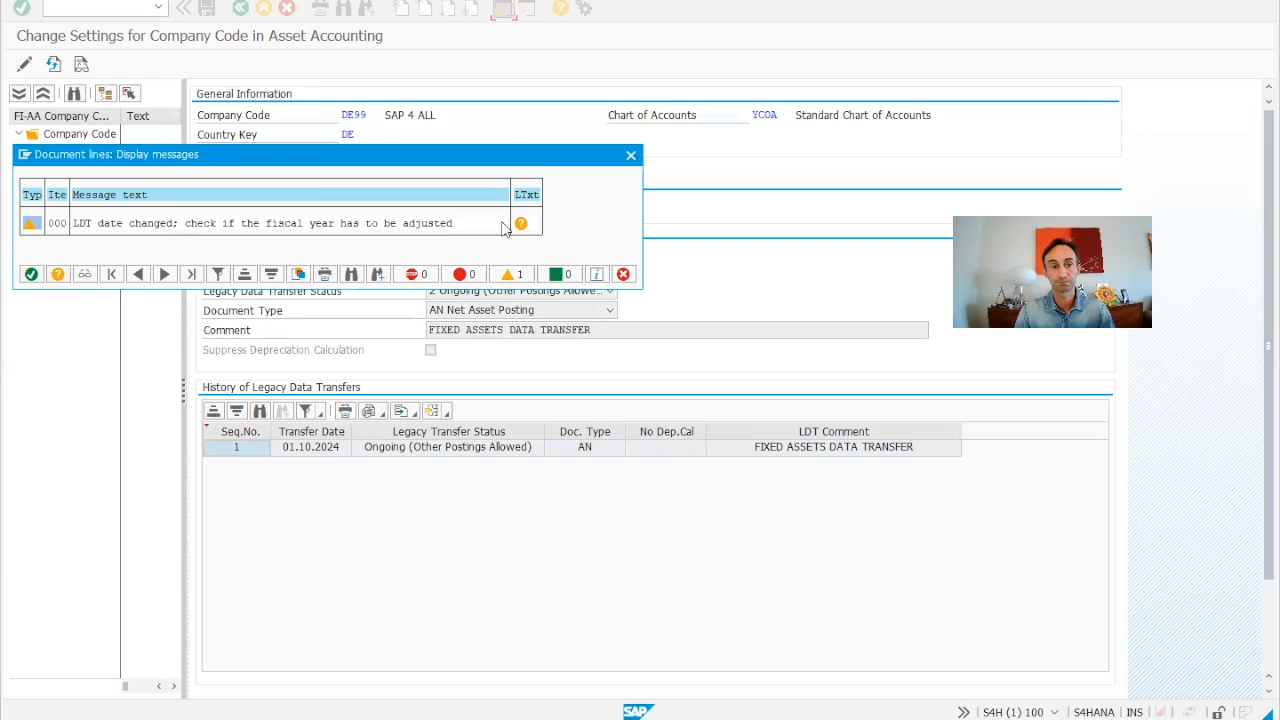 Change Settings for Company Code in Asset Accounting
FI-AA Company C... Text
Company Code
General Information
Company Code DE99 SAP 4 ALL Chart of Accounts YCOA Standard Chart of Accounts
Country Key DE
Document lines: Display messages
Typ Ite Message text LTxt
000 LDT date changed; check if the fiscal year has to be adjusted
0 0 1 0
Legacy Data Transfer Status 2 Ongoing (Other Postings Allowe...
Document Type AN Net Asset Posting
Comment FIXED ASSETS DATA TRANSFER
Suppress Depreciation Calculation
History of Legacy Data Transfers
Seq.No. Transfer Date Legacy Transfer Status Doc. Type No Dep.Cal LDT Comment
1 01.10.2024 Ongoing (Other Postings Allowed) AN FIXED ASSETS DATA TRANSFER
SAP S4H (1) 100 S4HANA INS